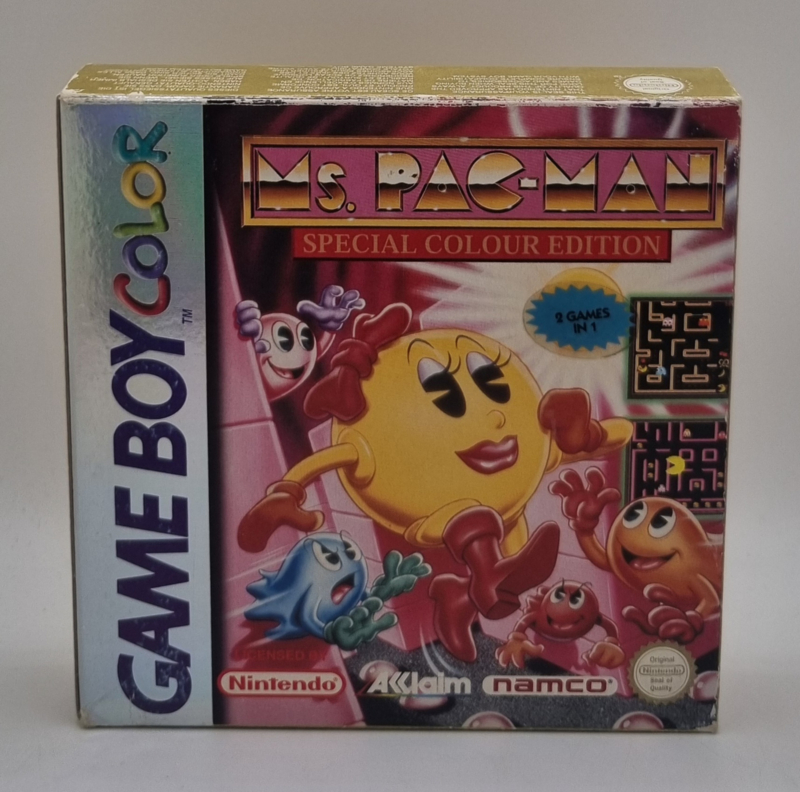 GAME BOY COLOR
TM
Ms. PAC-MAN
SPECIAL COLOUR EDITION
2 GAMES
IN 1
LICENSED BY
Nintendo®
Acclaim
namco®
Original
Nintendo
Seal of
Quality